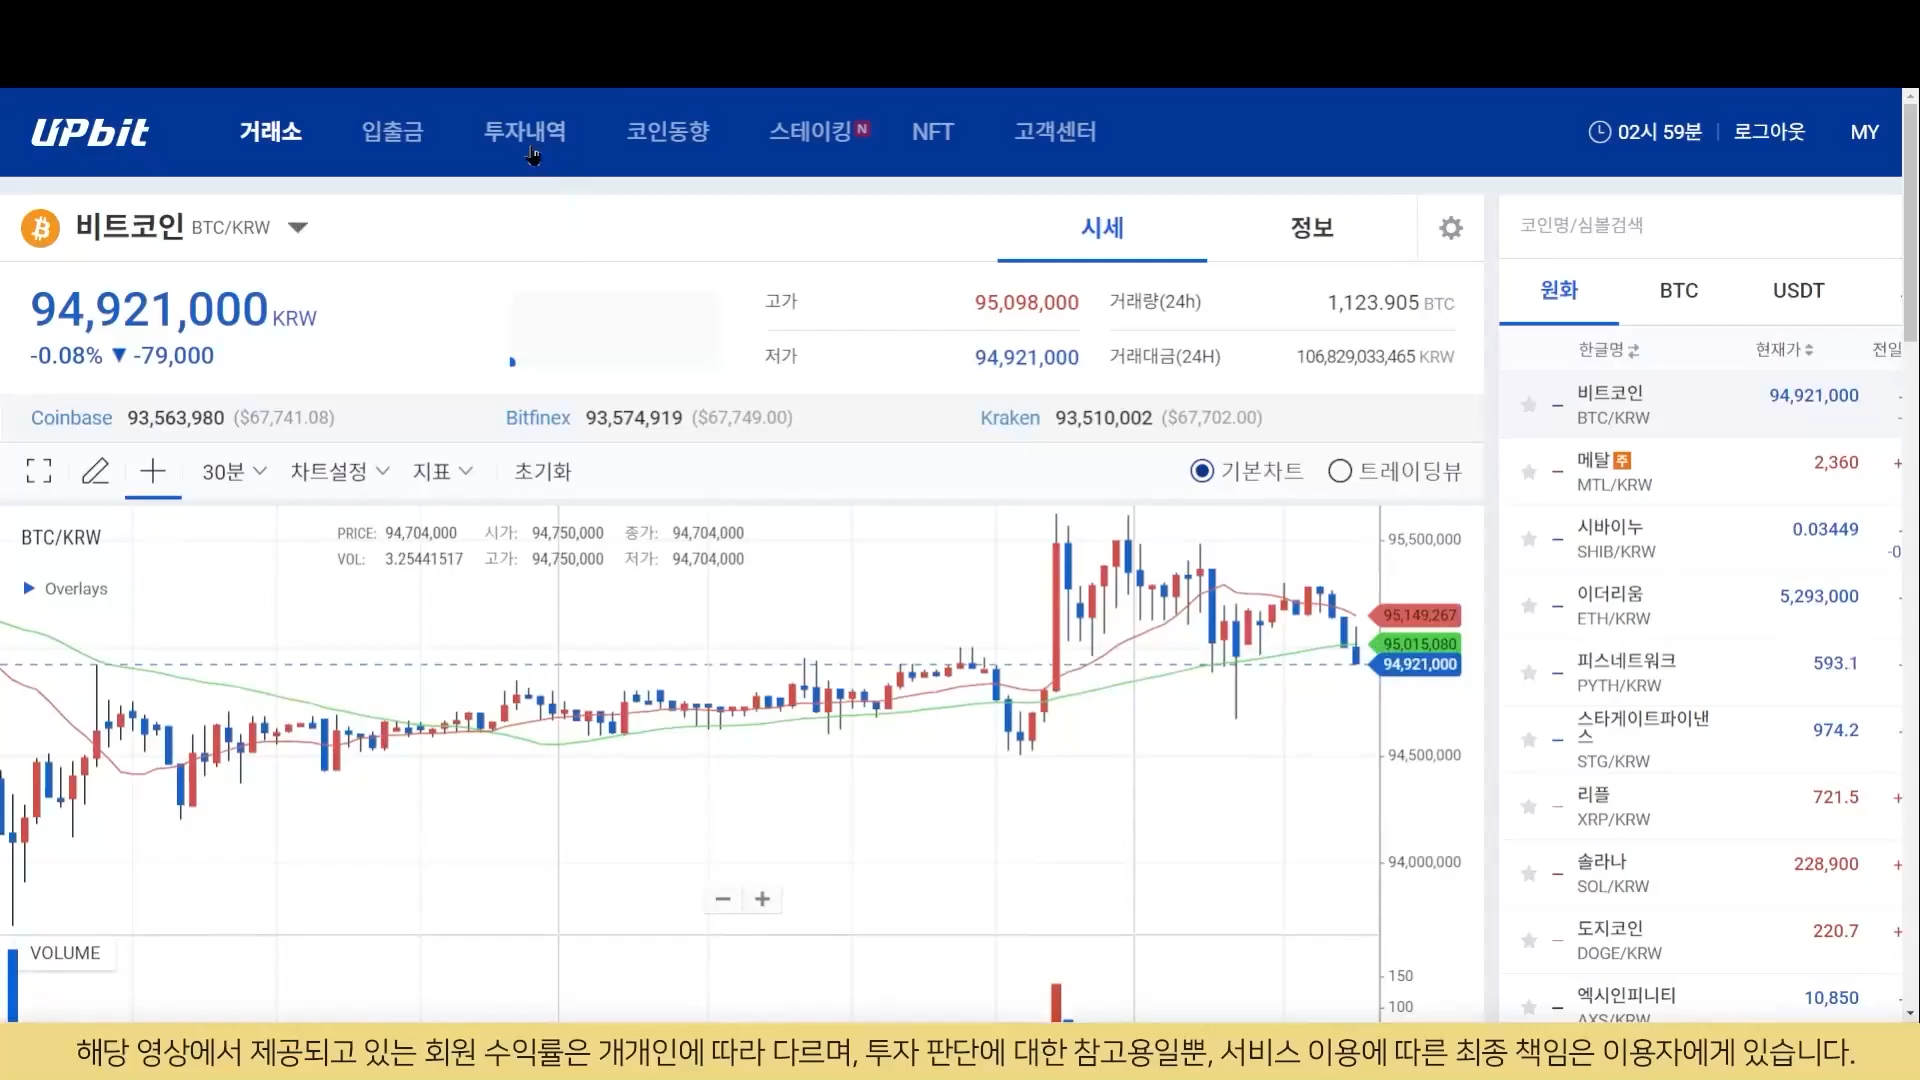 UPbit 거래소 입출금 투자내역 코인동향 스테이킹 N NFT 고객센터 02시 59분 로그아웃 MY
비트코인 BTC/KRW 시세 정보
94,921,000 KRW
-0.08% ▼ -79,000
고가 95,098,000 거래량(24h) 1,123.905 BTC
저가 94,921,000 거래대금(24H) 106,829,033,465 KRW
Coinbase 93,563,980 ($67,741.08) Bitfinex 93,574,919 ($67,749.00) Kraken 93,510,002 ($67,702.00)
30분 차트설정 지표 초기화 기본차트 트레이딩뷰
BTC/KRW
PRICE: 94,704,000 시가: 94,750,000 종가: 94,704,000
VOL: 3.25441517 고가: 94,750,000 저가: 94,704,000
Overlays
95,500,000
95,149,267
95,015,080
94,921,000
94,500,000
94,000,000
VOLUME
150
100
코인명/심볼검색
원화 BTC USDT
한글명 현재가 전일
비트코인 94,921,000
BTC/KRW
메탈 주 2,360 +
MTL/KRW
시바이누 0.03449 -
SHIB/KRW -0
이더리움 5,293,000
ETH/KRW
피스네트워크 593.1
PYTH/KRW
스타게이트파이낸
스 974.2
STG/KRW
리플 721.5 +
XRP/KRW
솔라나 228,900 +
SOL/KRW
도지코인 220.7 +
DOGE/KRW
엑시인피니티 10,850
AXS/KRW
해당 영상에서 제공되고 있는 회원 수익률은 개개인에 따라 다르며, 투자 판단에 대한 참고용일뿐, 서비스 이용에 따른 최종 책임은 이용자에게 있습니다.